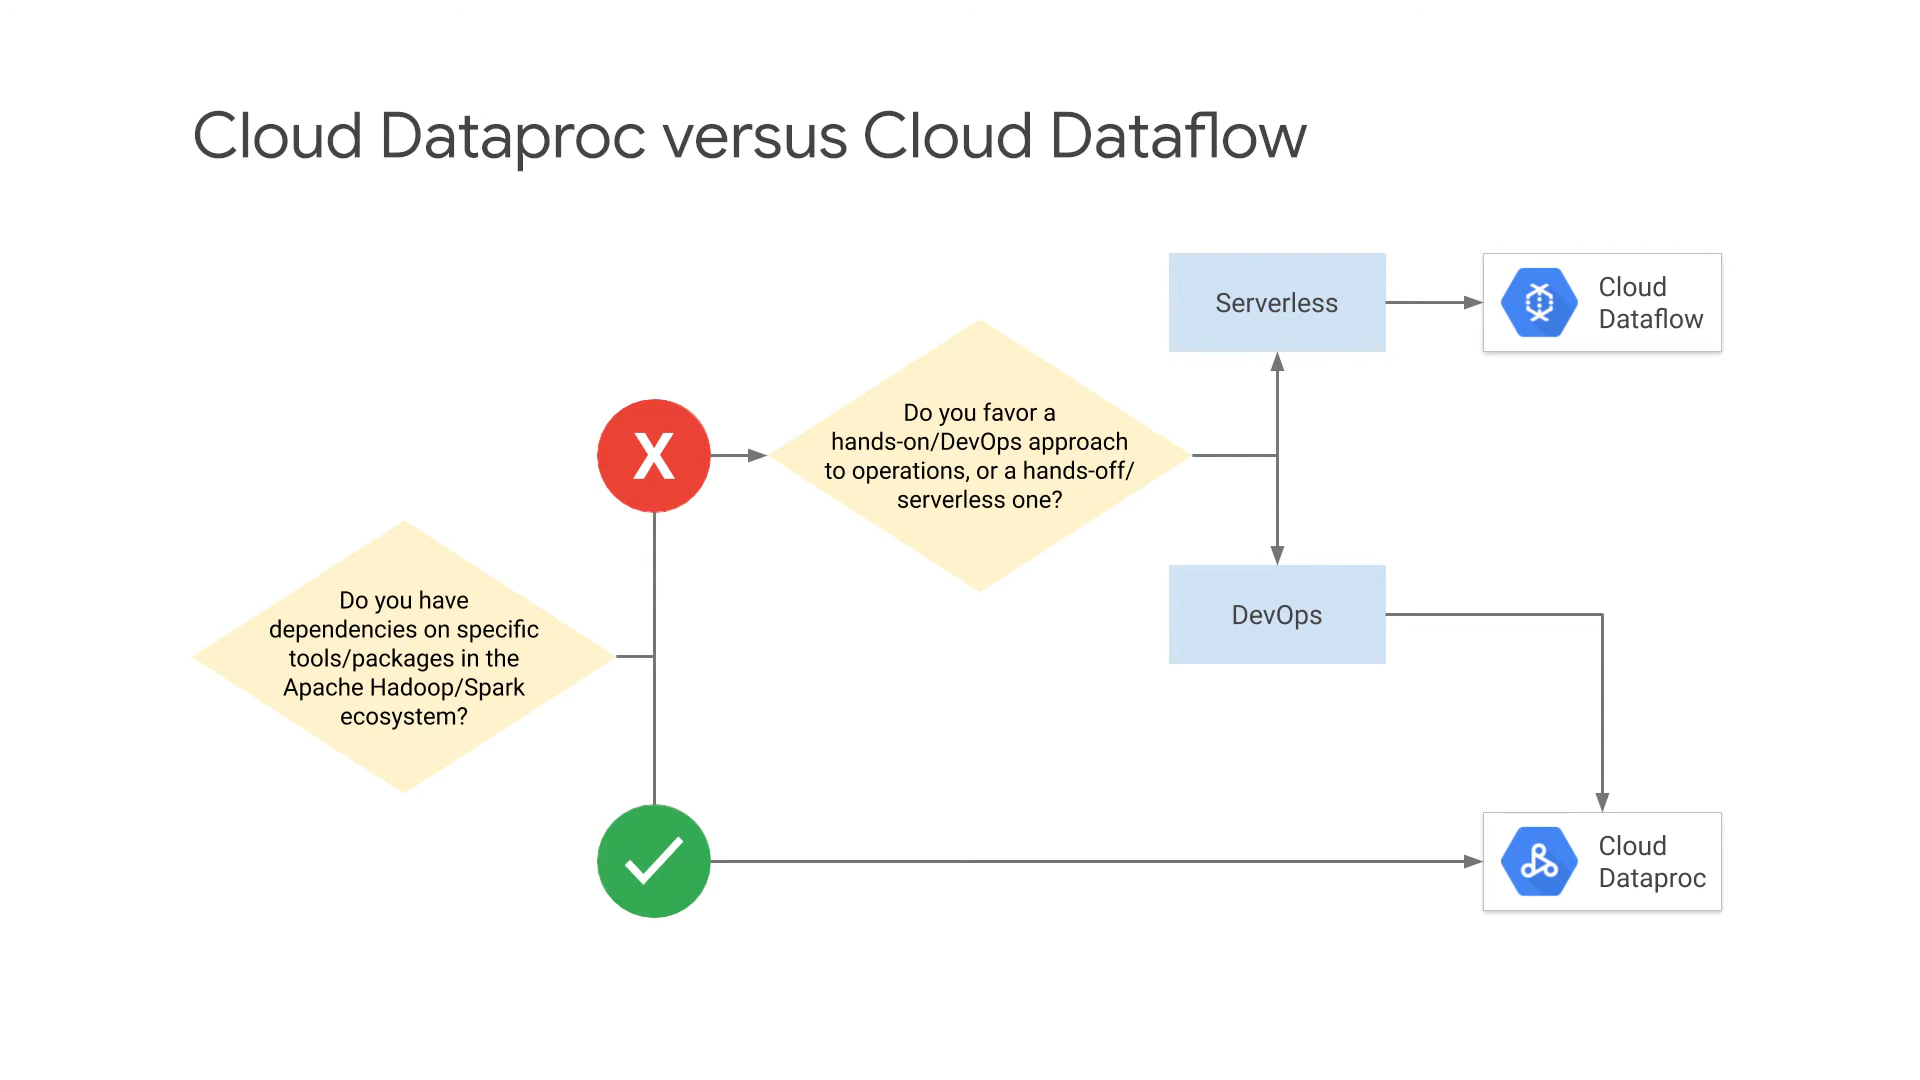 Cloud Dataproc versus Cloud Dataflow
Do you have
dependencies on specific
tools/packages in the
Apache Hadoop/Spark
ecosystem?
X
Do you favor a
hands-on/DevOps approach
to operations, or a hands-off/
serverless one?
Serverless
Cloud
Dataflow
DevOps
Cloud
Dataproc